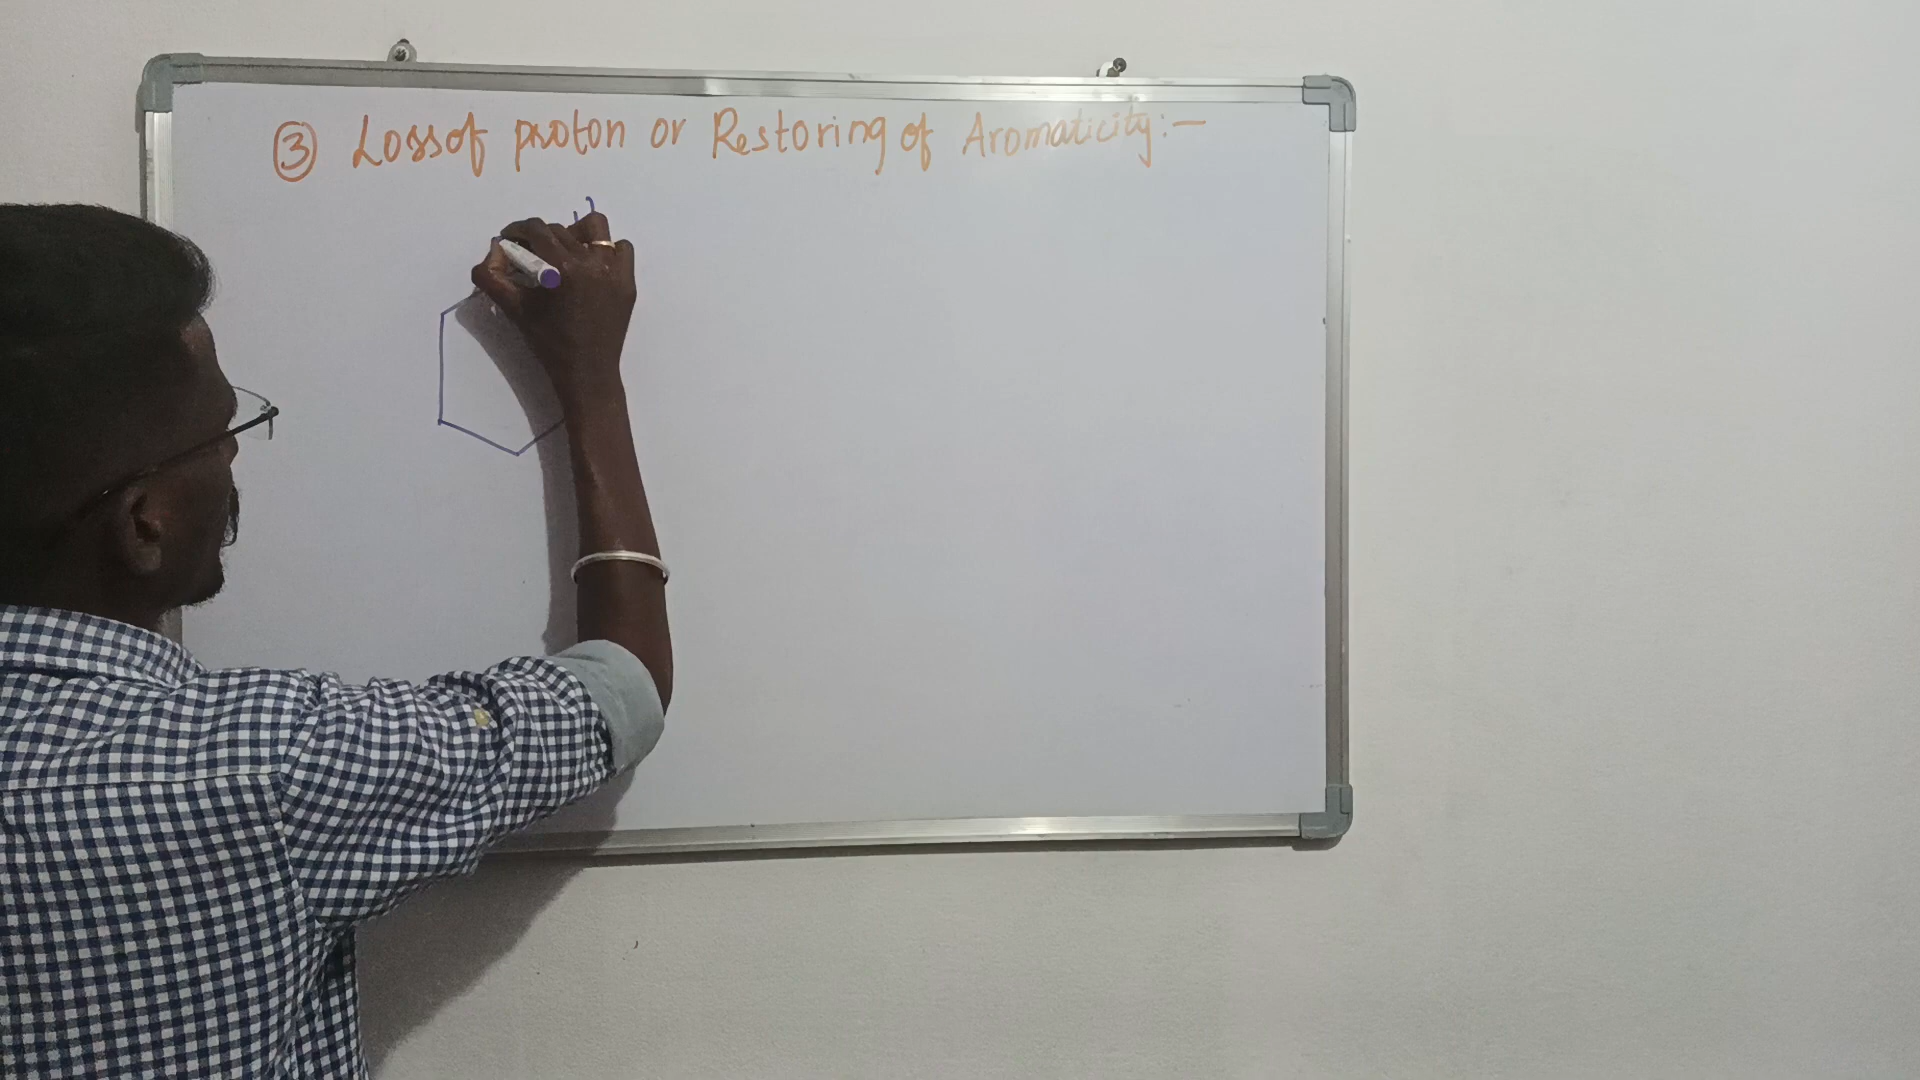 ③ Loss of proton or Restoring of Aromaticity:-